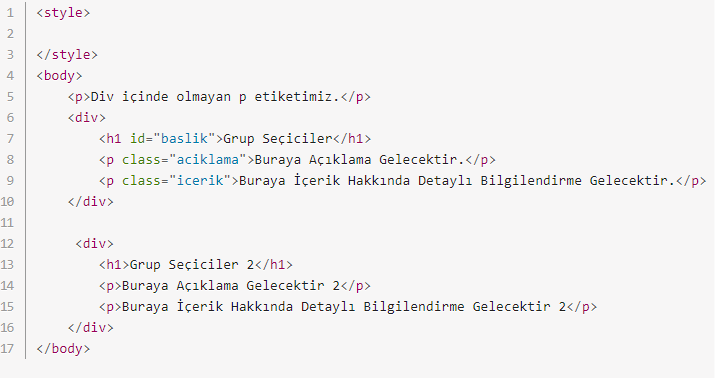 1 <style>
2
3 </style>
4 <body>
5 <p>Div içinde olmayan p etiketimiz.</p>
6 <div>
7 <h1 id="baslik">Grup Seçiciler</h1>
8 <p class="aciklama">Buraya Açıklama Gelecektir.</p>
9 <p class="icerik">Buraya İçerik Hakkında Detaylı Bilgilendirme Gelecektir.</p>
10 </div>
11
12 <div>
13 <h1>Grup Seçiciler 2</h1>
14 <p>Buraya Açıklama Gelecektir 2</p>
15 <p>Buraya İçerik Hakkında Detaylı Bilgilendirme Gelecektir 2</p>
16 </div>
17 </body>